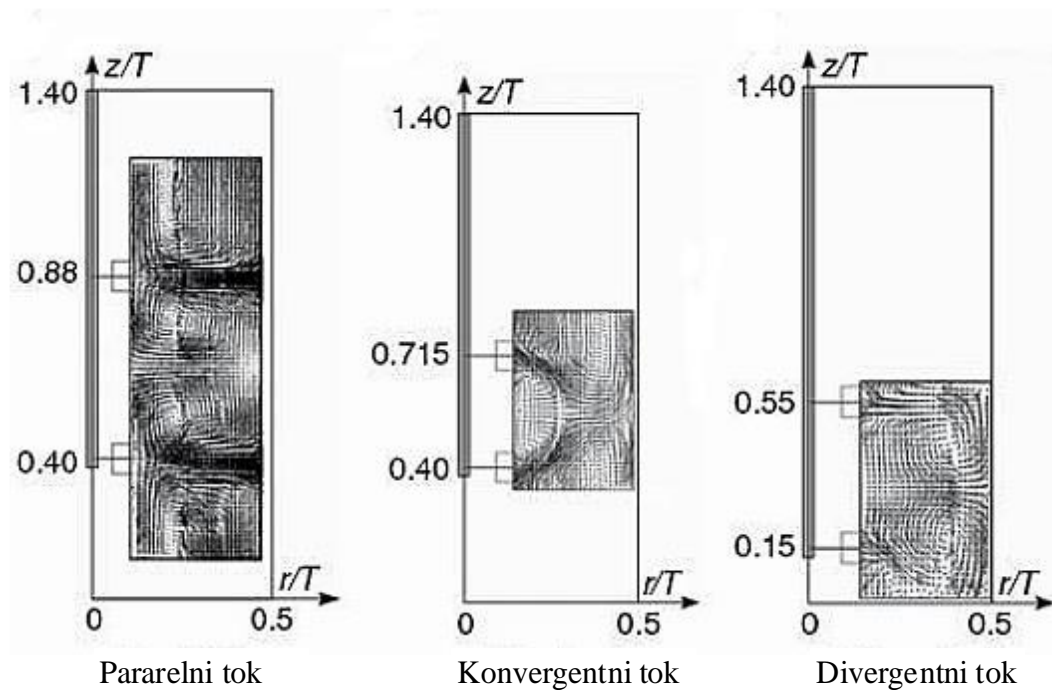 z/T
1.40
0.88
0.40
0
0.5
r/T
Pararelni tok
z/T
1.40
0.715
0.40
0
0.5
r/T
Konvergentni tok
z/T
1.40
0.55
0.15
0
0.5
r/T
Divergentni tok